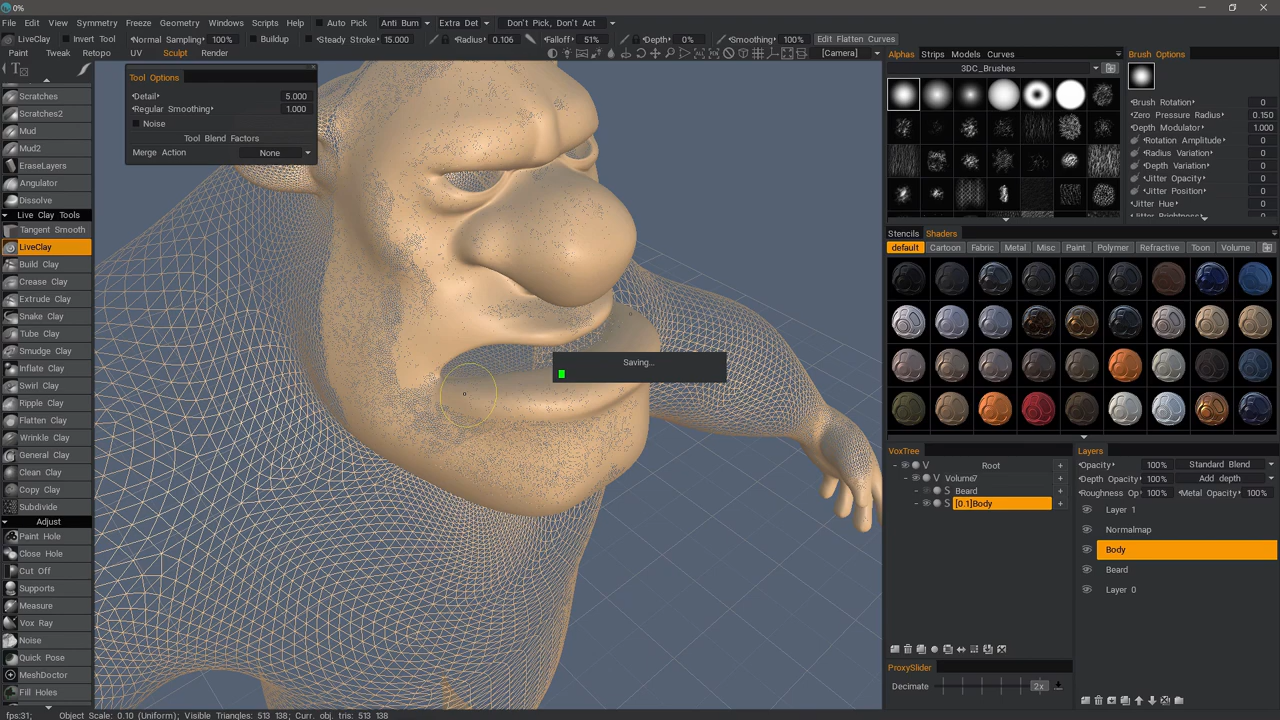 0%
File Edit View Symmetry Freeze Geometry Windows Scripts Help Auto Pick Anti Bum Extra Det Don't Pick, Don't Act
LiveClay Invert Tool Normal Sampling 100% Buildup Steady Stroke 15.000 Radius 0.106 Falloff 51% Depth 0% Smoothing 100% Edit Flatten Curves
Paint Tweak Retopo UV Sculpt Render [Camera]
Scratches
Scratches2
Mud
Mud2
EraseLayers
Angulator
Dissolve
Live Clay Tools
Tangent Smooth
LiveClay
Build Clay
Crease Clay
Extrude Clay
Snake Clay
Tube Clay
Smudge Clay
Inflate Clay
Swirl Clay
Ripple Clay
Flatten Clay
Wrinkle Clay
General Clay
Clean Clay
Copy Clay
Subdivide
Adjust
Paint Hole
Close Hole
Cut Off
Supports
Measure
Vox Ray
Noise
Quick Pose
MeshDoctor
Fill Holes
Tool Options
Detail 5.000
Regular Smoothing 1.000
Noise
Tool Blend Factors
Merge Action None
Saving...
Alphas Strips Models Curves
3DC_Brushes
Brush Options
Brush Rotation 0
Zero Pressure Radius 0.150
Depth Modulator 1.000
Rotation Amplitude 0
Radius Variation 0
Depth Variation 0
Jitter Opacity 0
Jitter Position 0
Jitter Hue 0
Jitter Brightness 0
Stencils Shaders
default Cartoon Fabric Metal Misc Paint Polymer Refractive Toon Volume
VoxTree
V Root +
V Volume7 +
S Beard +
S [0.1]Body +
ProxySlider
Decimate 2x
Layers
Opacity 100% Standard Blend
Depth Opacity 100% Add depth
Roughness Op 100% Metal Opacity 100%
Layer 1
Normalmap
Body
Beard
Layer 0
fps:31; Object Scale: 0.10 (Uniform); Visible Triangles: 513 138; Curr. obj. tris: 513 138